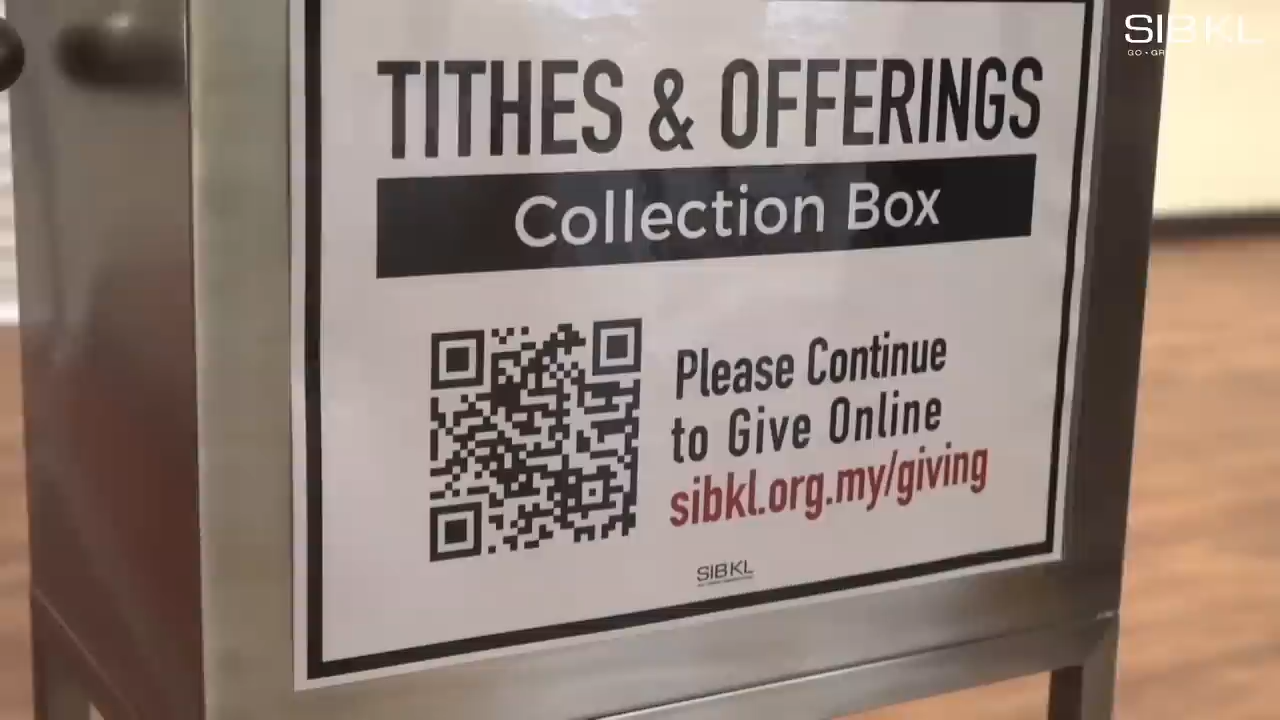 SIBKL
TITHES & OFFERINGS
Collection Box
Please Continue
to Give Online
sibkl.org.my/giving
SIBKL